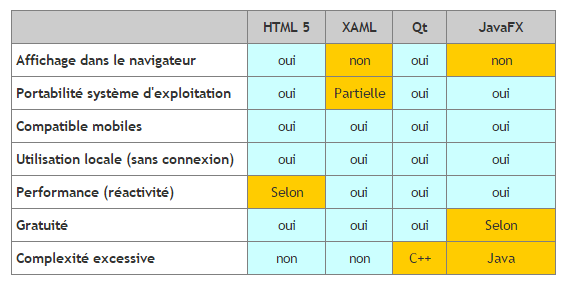 HTML 5 XAML Qt JavaFX
Affichage dans le navigateur oui non oui non
Portabilité système d'exploitation oui Partielle oui oui
Compatible mobiles oui oui oui oui
Utilisation locale (sans connexion) oui oui oui oui
Performance (réactivité) Selon oui oui oui
Gratuité oui oui oui Selon
Complexité excessive non non C++ Java